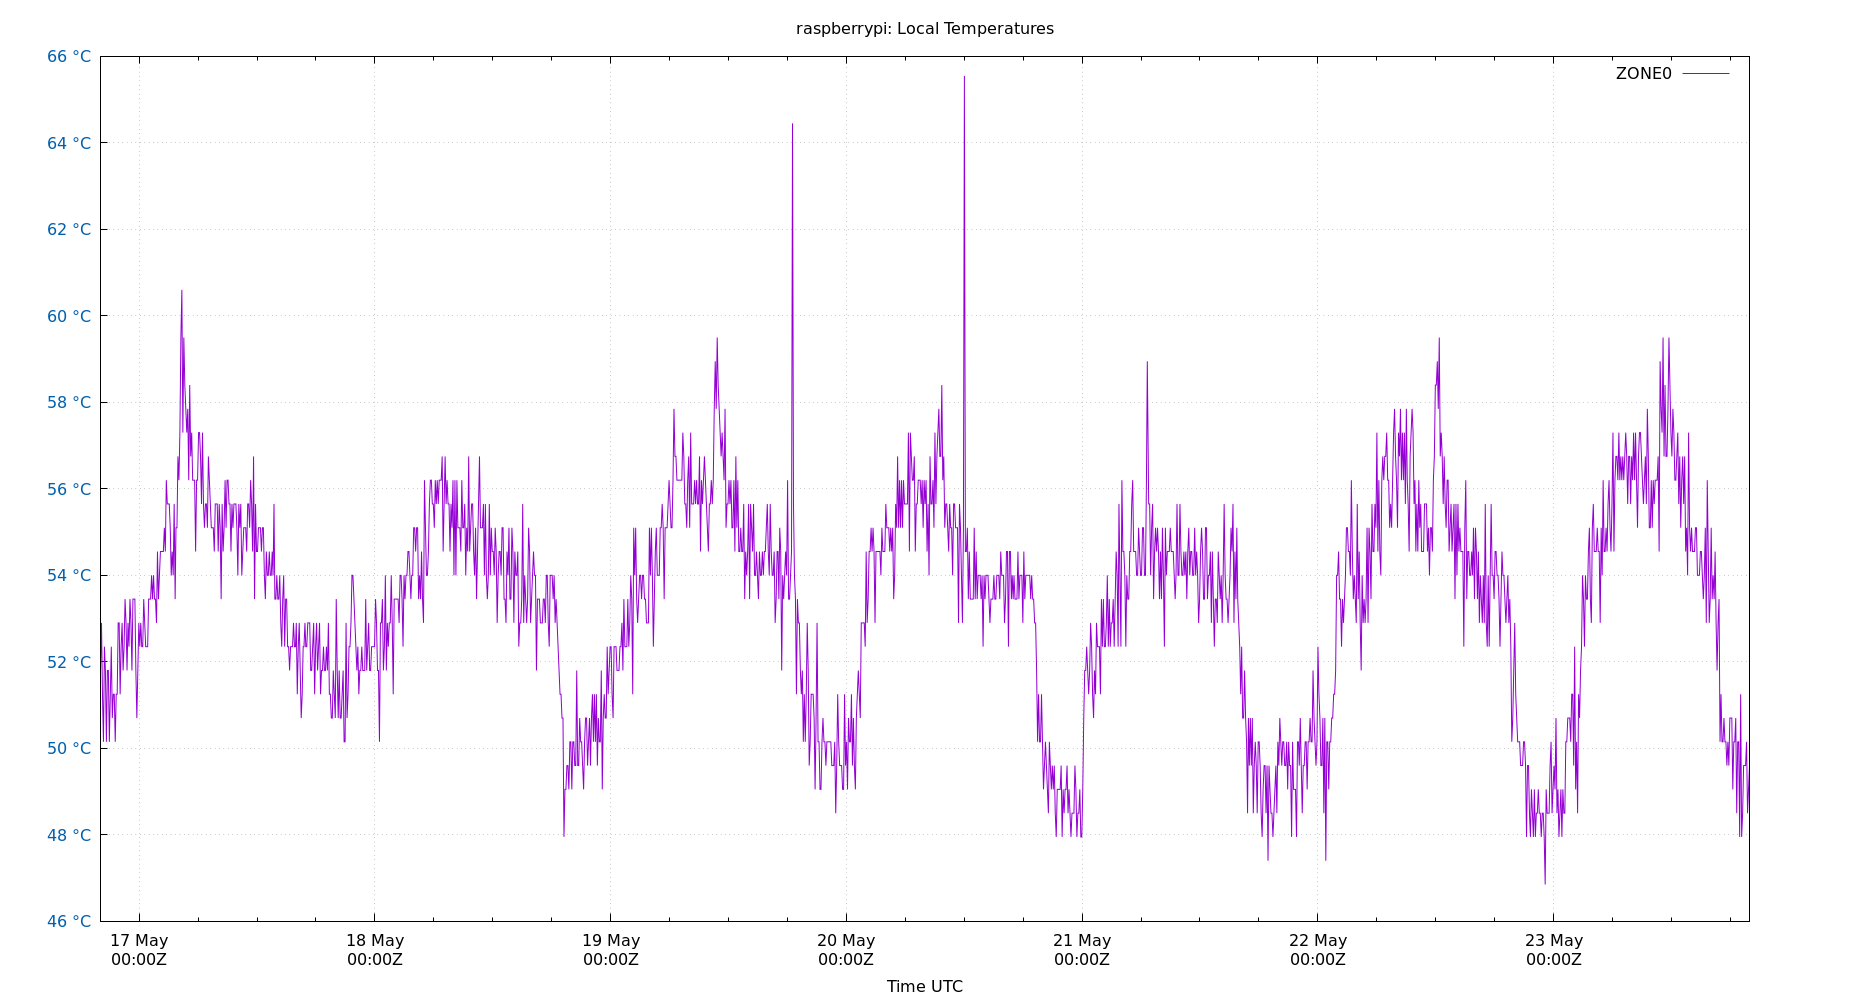 raspberrypi: Local Temperatures
ZONE0
66 °C
64 °C
62 °C
60 °C
58 °C
56 °C
54 °C
52 °C
50 °C
48 °C
46 °C
17 May 18 May 19 May 20 May 21 May 22 May 23 May
00:00Z 00:00Z 00:00Z 00:00Z 00:00Z 00:00Z 00:00Z
Time UTC